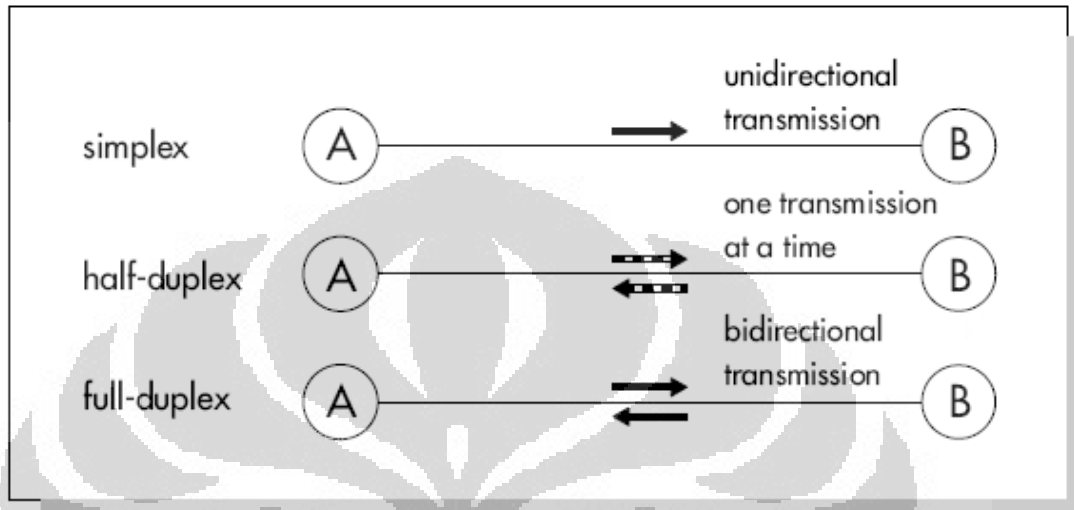 unidirectional
transmission
simplex
A
B
one transmission
at a time
half-duplex
A
B
bidirectional
transmission
full-duplex
A
B